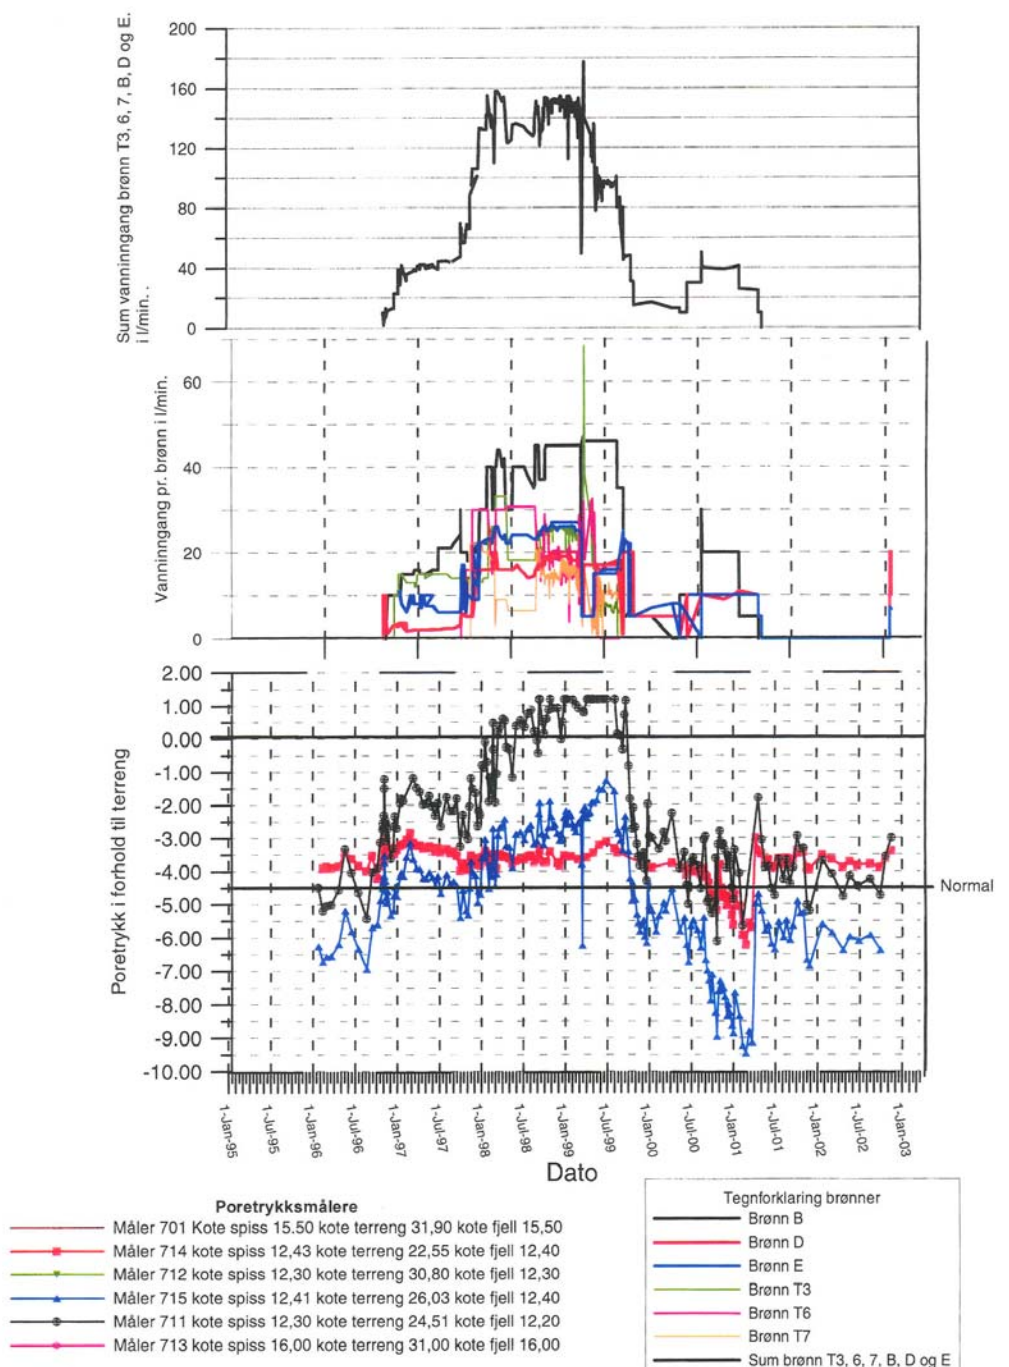 Sum vanninngang brønn T3, 6, 7, B, D og E.
i l/min. .
200
160
120
80
40
0
Vanninngang pr. brønn i l/min.
60
40
20
0
Poretrykk i forhold til terreng
2.00
1.00
0.00
-1.00
-2.00
-3.00
-4.00
-5.00
-6.00
-7.00
-8.00
-9.00
-10.00
Normal
1-Jan-95
1-Jul-95
1-Jan-96
1-Jul-96
1-Jan-97
1-Jul-97
1-Jan-98
1-Jul-98
1-Jan-99
1-Jul-99
1-Jan-00
1-Jul-00
1-Jan-01
1-Jul-01
1-Jan-02
1-Jul-02
1-Jan-03
Dato
Poretrykksmålere
Måler 701 Kote spiss 15.50 kote terreng 31,90 kote fjell 15,50
Måler 714 kote spiss 12,43 kote terreng 22,55 kote fjell 12,40
Måler 712 kote spiss 12,30 kote terreng 30,80 kote fjell 12,30
Måler 715 kote spiss 12,41 kote terreng 26,03 kote fjell 12,40
Måler 711 kote spiss 12,30 kote terreng 24,51 kote fjell 12,20
Måler 713 kote spiss 16,00 kote terreng 31,00 kote fjell 16,00
Tegnforklaring brønner
Brønn B
Brønn D
Brønn E
Brønn T3
Brønn T6
Brønn T7
Sum brønn T3, 6, 7, B, D og E